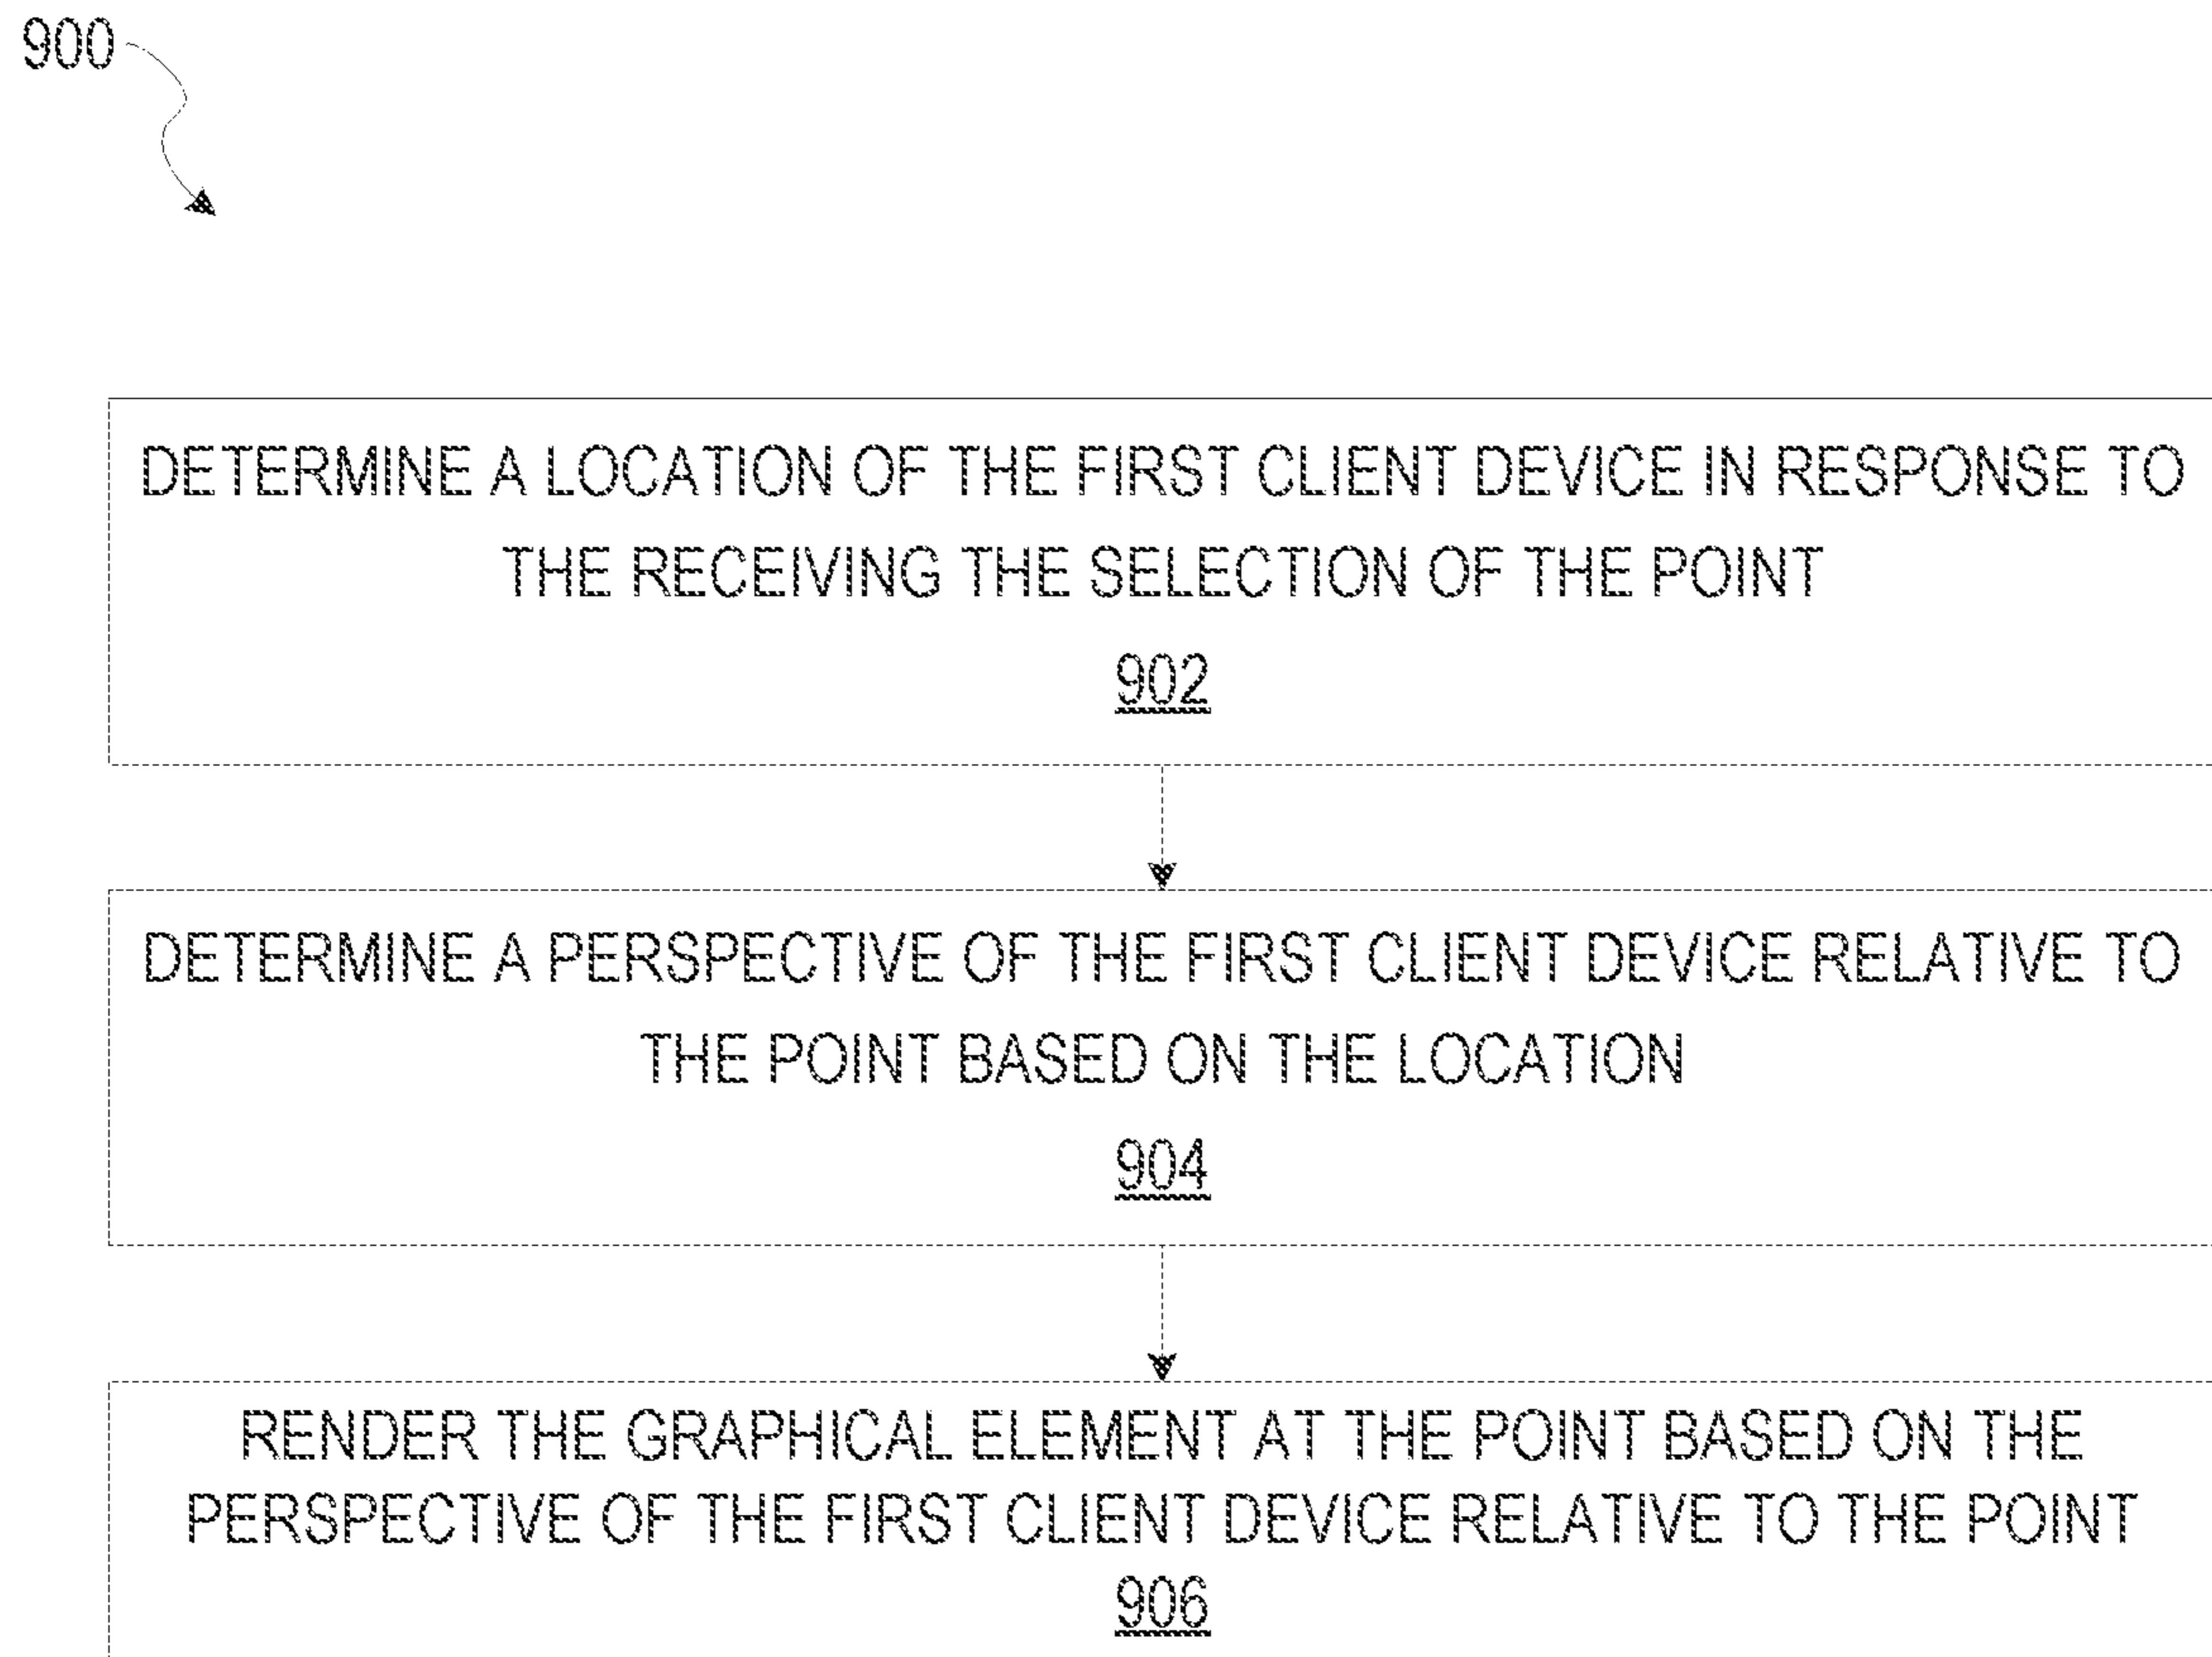 900
DETERMINE A LOCATION OF THE FIRST CLIENT DEVICE IN RESPONSE TO
THE RECEIVING THE SELECTION OF THE POINT
902
DETERMINE A PERSPECTIVE OF THE FIRST CLIENT DEVICE RELATIVE TO
THE POINT BASED ON THE LOCATION
904
RENDER THE GRAPHICAL ELEMENT AT THE POINT BASED ON THE
PERSPECTIVE OF THE FIRST CLIENT DEVICE RELATIVE TO THE POINT
906